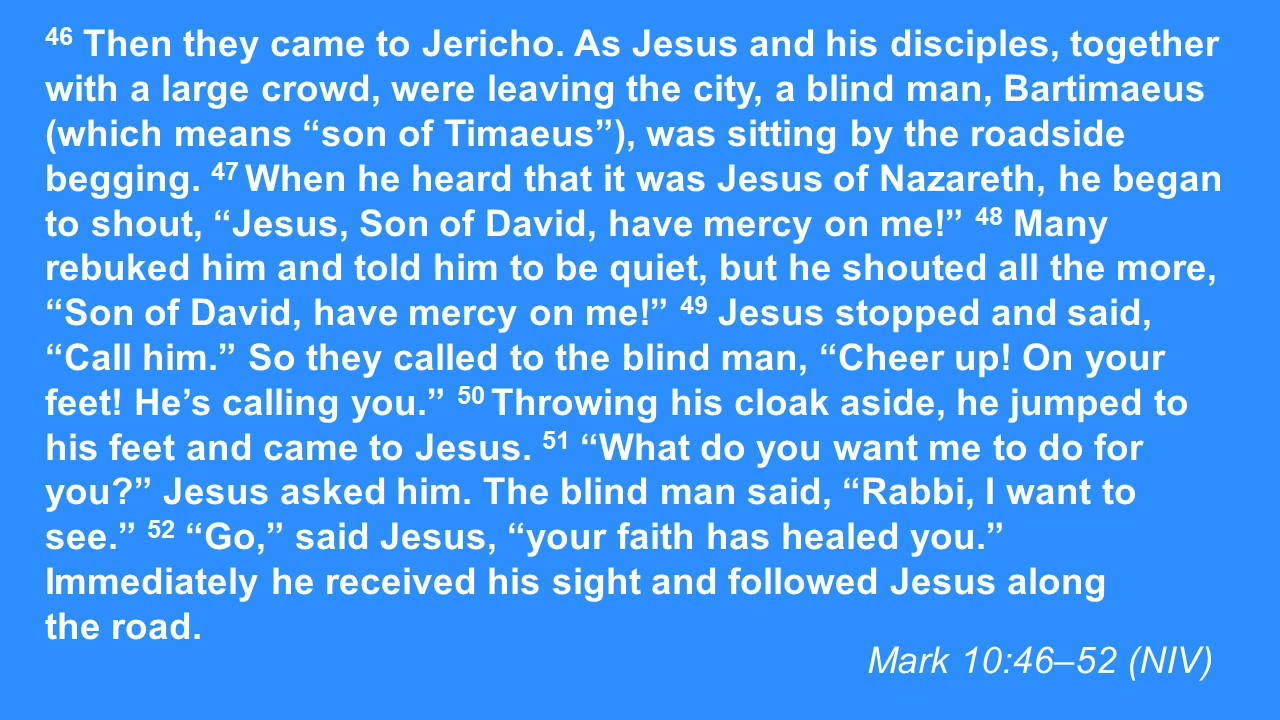 46 Then they came to Jericho. As Jesus and his disciples, together
with a large crowd, were leaving the city, a blind man, Bartimaeus
(which means “son of Timaeus”), was sitting by the roadside
begging. 47 When he heard that it was Jesus of Nazareth, he began
to shout, “Jesus, Son of David, have mercy on me!” 48 Many
rebuked him and told him to be quiet, but he shouted all the more,
“Son of David, have mercy on me!” 49 Jesus stopped and said,
“Call him.” So they called to the blind man, “Cheer up! On your
feet! He’s calling you.” 50 Throwing his cloak aside, he jumped to
his feet and came to Jesus. 51 “What do you want me to do for
you?” Jesus asked him. The blind man said, “Rabbi, I want to
see.” 52 “Go,” said Jesus, “your faith has healed you.”
Immediately he received his sight and followed Jesus along
the road.
Mark 10:46–52 (NIV)